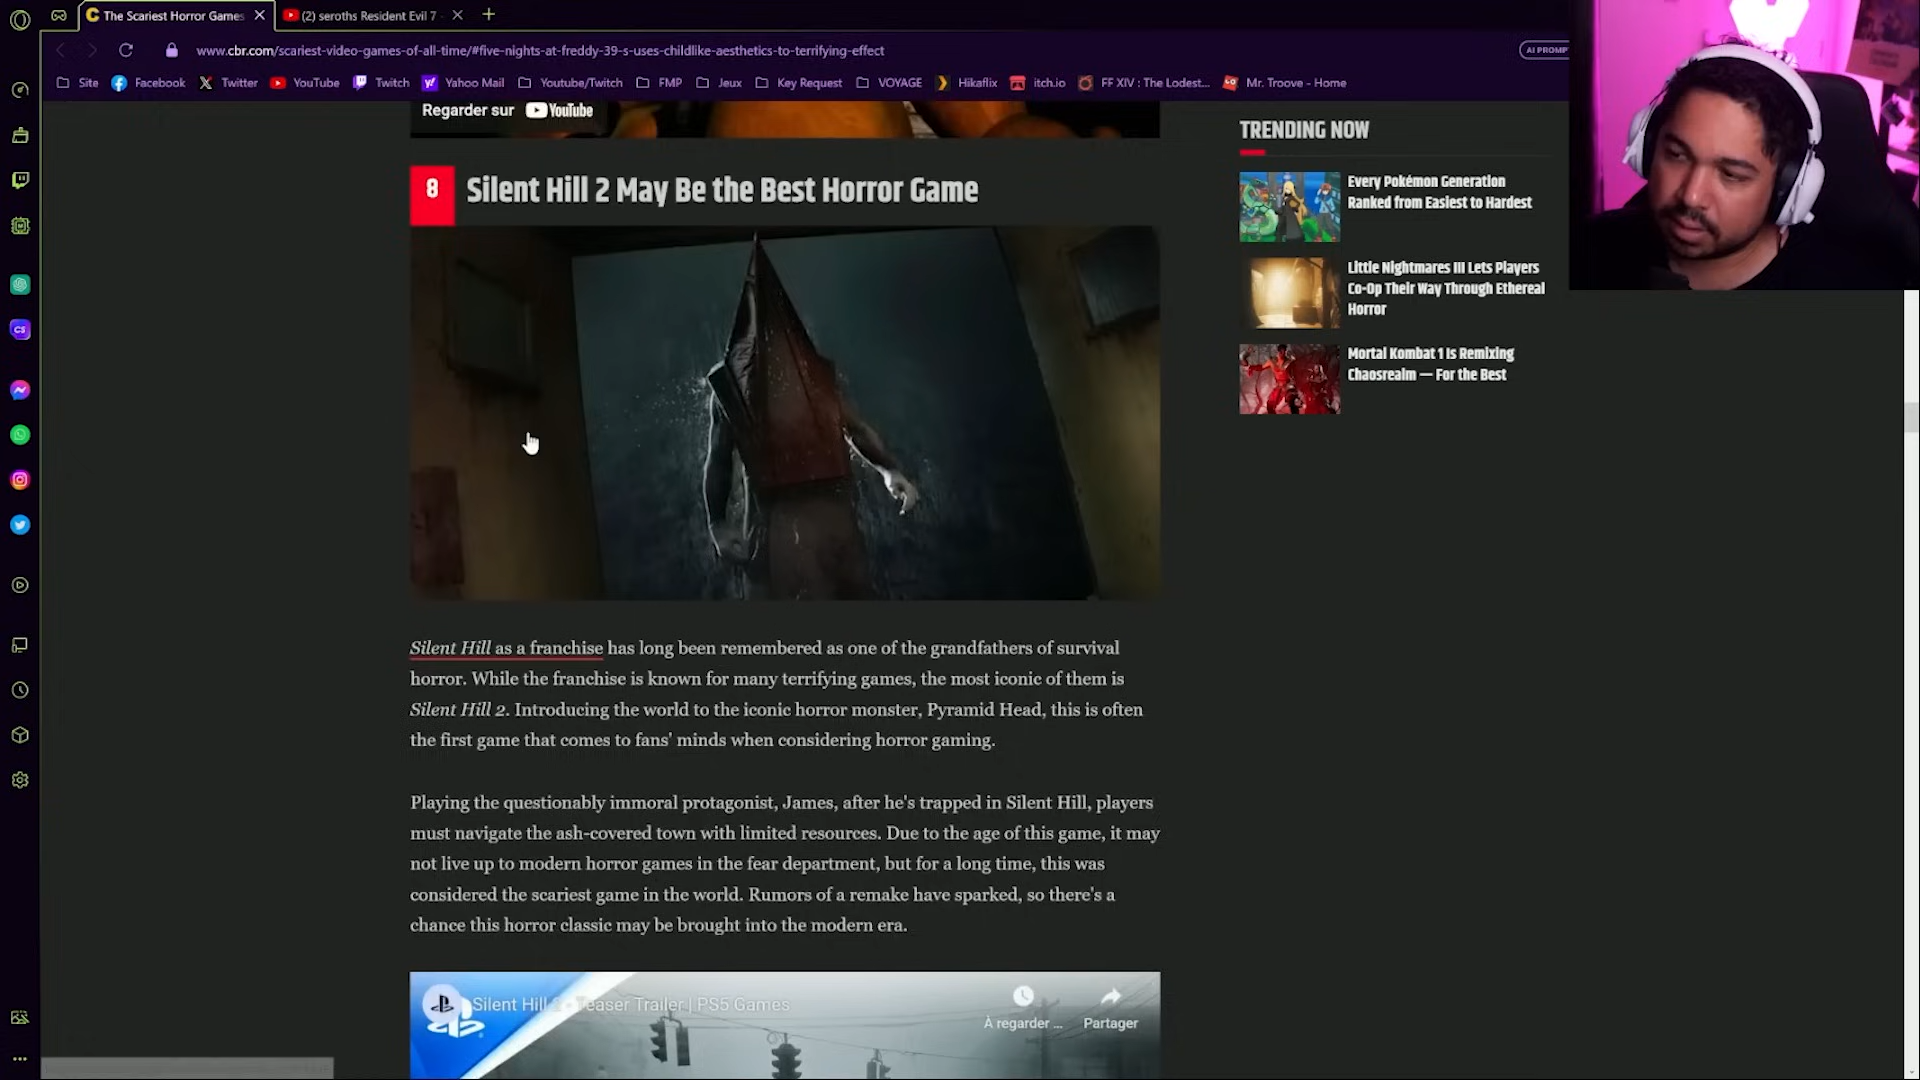 The Scariest Horror Games
(2) seroths Resident Evil 7
www.cbr.com/scariest-video-games-of-all-time/#five-nights-at-freddy-39-s-uses-childlike-aesthetics-to-terrifying-effect
AI PROMP
Site Facebook Twitter YouTube Twitch Yahoo Mail Youtube/Twitch FMP Jeux Key Request VOYAGE Hikaflix itch.io FF XIV : The Lodest... Mr. Troove - Home
Regarder sur YouTube
8 Silent Hill 2 May Be the Best Horror Game
Silent Hill as a franchise has long been remembered as one of the grandfathers of survival
horror. While the franchise is known for many terrifying games, the most iconic of them is
Silent Hill 2. Introducing the world to the iconic horror monster, Pyramid Head, this is often
the first game that comes to fans' minds when considering horror gaming.
Playing the questionably immoral protagonist, James, after he's trapped in Silent Hill, players
must navigate the ash-covered town with limited resources. Due to the age of this game, it may
not live up to modern horror games in the fear department, but for a long time, this was
considered the scariest game in the world. Rumors of a remake have sparked, so there's a
chance this horror classic may be brought into the modern era.
Silent Hill 2 - Teaser Trailer | PS5 Games
À regarder ... Partager
TRENDING NOW
Every Pokémon Generation
Ranked from Easiest to Hardest
Little Nightmares III Lets Players
Co-Op Their Way Through Ethereal
Horror
Mortal Kombat 1 Is Remixing
Chaosrealm — For the Best
CS